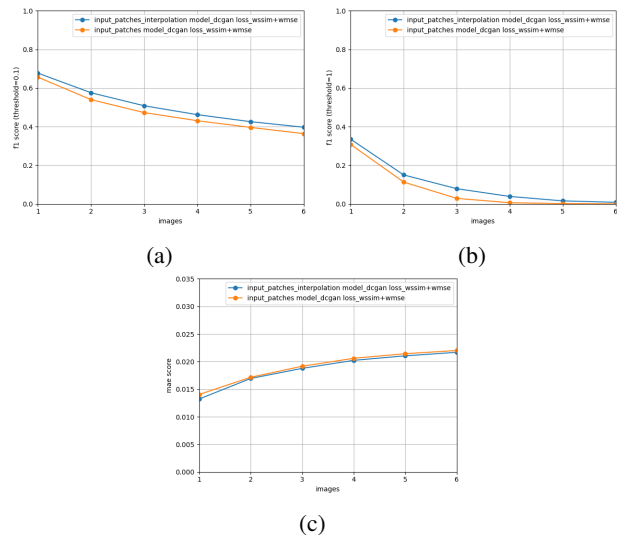 1.0
0.8
0.6
0.4
0.2
0.0
f1 score (threshold=0.1)
input_patches_interpolation model_dcgan loss_wssim+wmse
input_patches model_dcgan loss_wssim+wmse
1 2 3 4 5 6
images
(a)
1.0
0.8
0.6
0.4
0.2
0.0
f1 score (threshold=1)
input_patches_interpolation model_dcgan loss_wssim+wmse
input_patches model_dcgan loss_wssim+wmse
1 2 3 4 5 6
images
(b)
0.035
0.030
0.025
0.020
0.015
0.010
0.005
0.000
mae score
input_patches_interpolation model_dcgan loss_wssim+wmse
input_patches model_dcgan loss_wssim+wmse
1 2 3 4 5 6
images
(c)